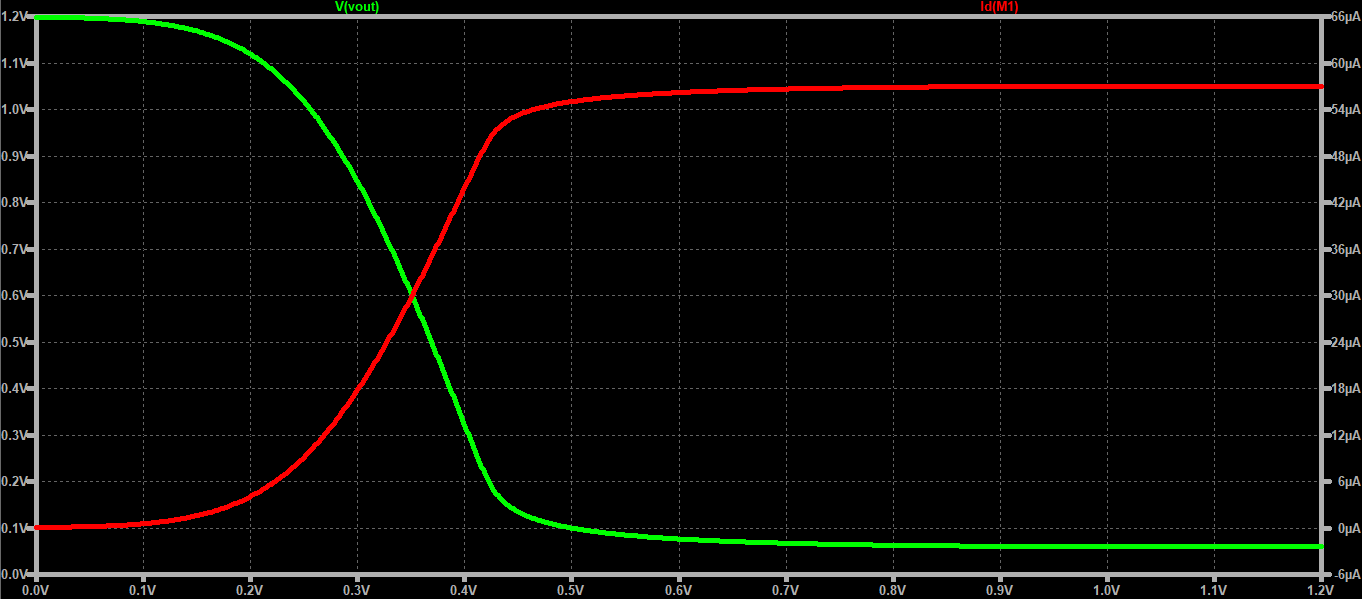 V(vout) Id(M1)
1.2V 66µA
1.1V 60µA
1.0V 54µA
0.9V 48µA
0.8V 42µA
0.7V 36µA
0.6V 30µA
0.5V 24µA
0.4V 18µA
0.3V 12µA
0.2V 6µA
0.1V 0µA
0.0V -6µA
0.0V 0.1V 0.2V 0.3V 0.4V 0.5V 0.6V 0.7V 0.8V 0.9V 1.0V 1.1V 1.2V